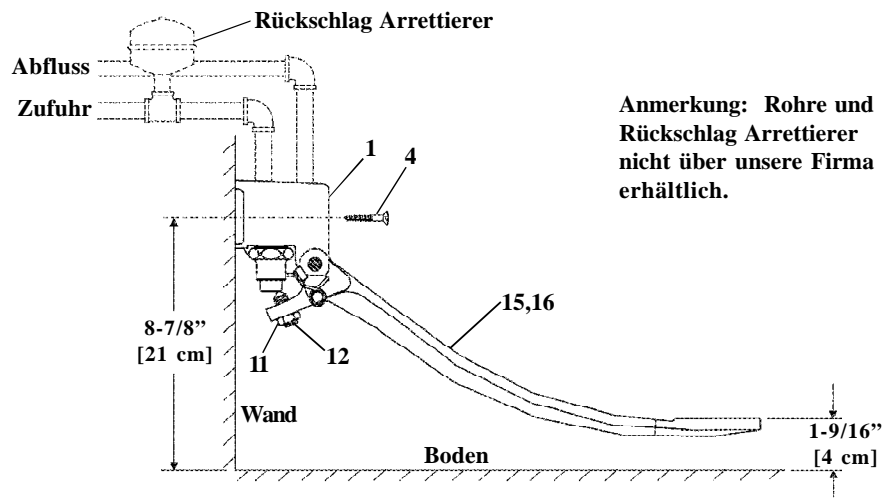 Rückschlag Arrettierer
Abfluss
Zufuhr
Anmerkung: Rohre und
Rückschlag Arrettierer
nicht über unsere Firma
erhältlich.
1
4
15,16
8-7/8”
[21 cm]
11
12
Wand
1-9/16”
[4 cm]
Boden